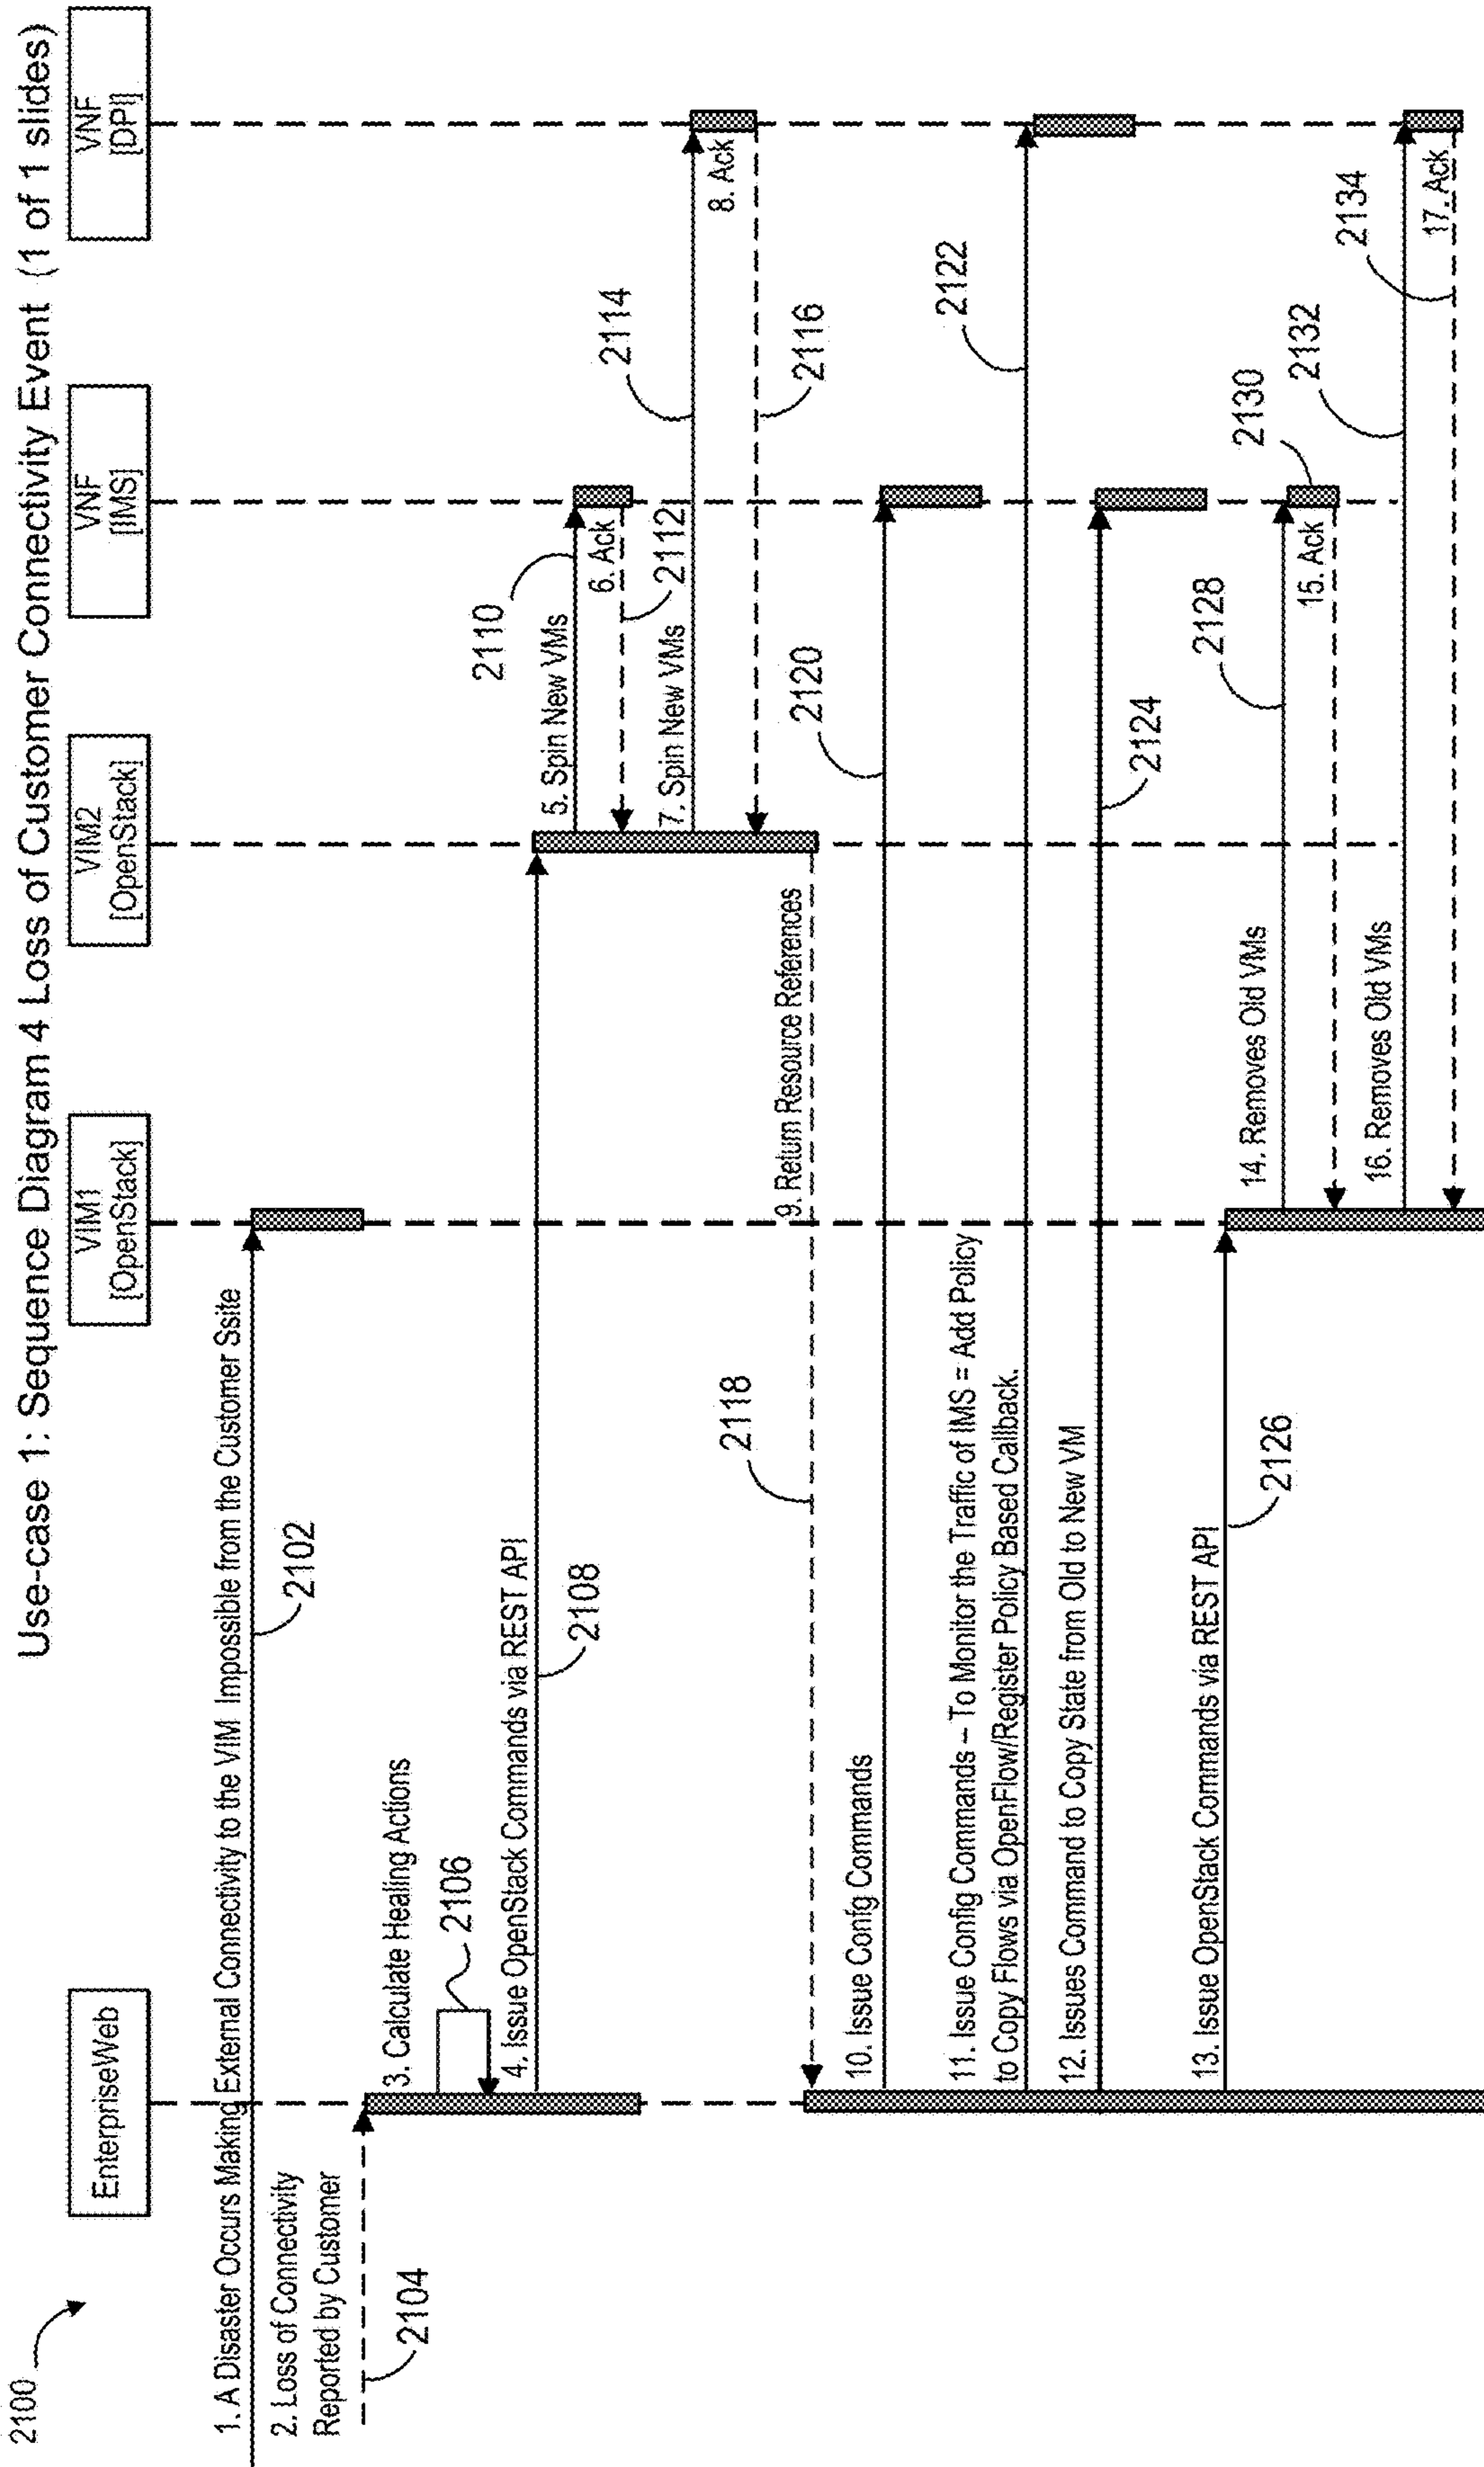 2100
Use-case 1: Sequence Diagram 4 Loss of Customer Connectivity Event (1 of 1 slides)
EnterpriseWeb
VIM1
[OpenStack]
VIM2
[OpenStack]
VNF
[IMS]
VNF
[DPI]
1. A Disaster Occurs Making External Connectivity to the VIM Impossible from the Customer Ssite
2102
2. Loss of Connectivity
Reported by Customer
2104
3. Calculate Healing Actions
2106
4. Issue OpenStack Commands via REST API
2108
5. Spin New VMs
2110
6. Ack
2112
7. Spin New VMs
2114
8. Ack
2116
9. Return Resource References
2118
10. Issue Config Commands
2120
11. Issue Config Commands – To Monitor the Traffic of IMS = Add Policy
to Copy Flows via OpenFlow/Register Policy Based Callback.
2122
12. Issues Command to Copy State from Old to New VM
2124
13. Issue OpenStack Commands via REST API
2126
14. Removes Old VMs
2128
15. Ack
2130
16. Removes Old VMs
2132
17. Ack
2134